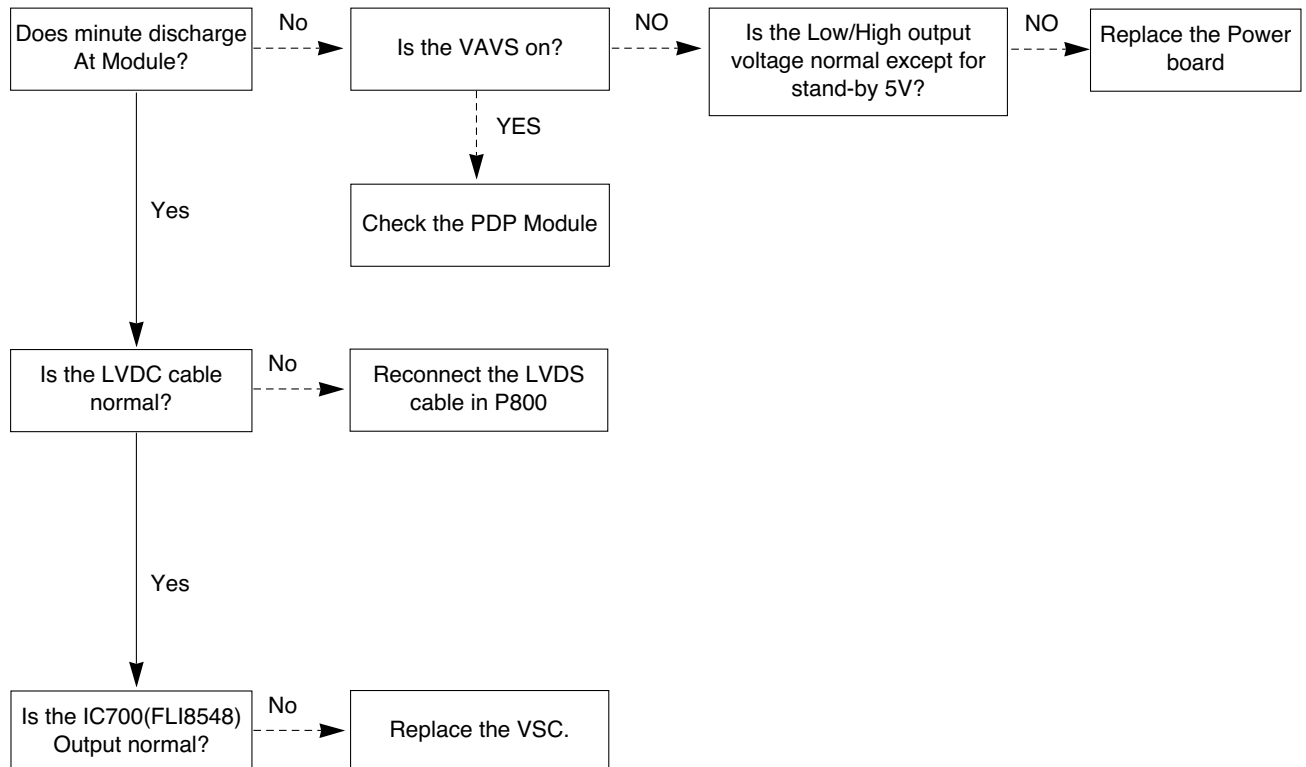 Does minute discharge
At Module?
No
Is the VAVS on?
NO
Is the Low/High output
voltage normal except for
stand-by 5V?
NO
Replace the Power
board
YES
Check the PDP Module
Yes
Is the LVDC cable
normal?
No
Reconnect the LVDS
cable in P800
Yes
Is the IC700(FLI8548)
Output normal?
No
Replace the VSC.